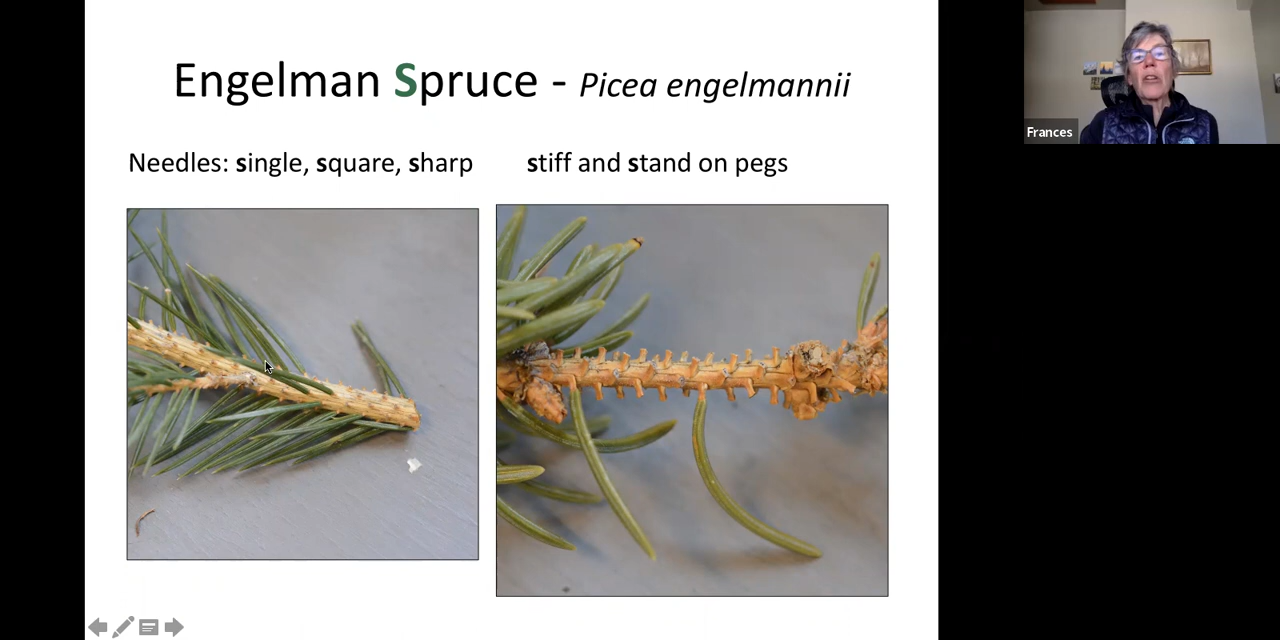 Engelman Spruce - Picea engelmannii
Needles: single, square, sharp
stiff and stand on pegs
Frances